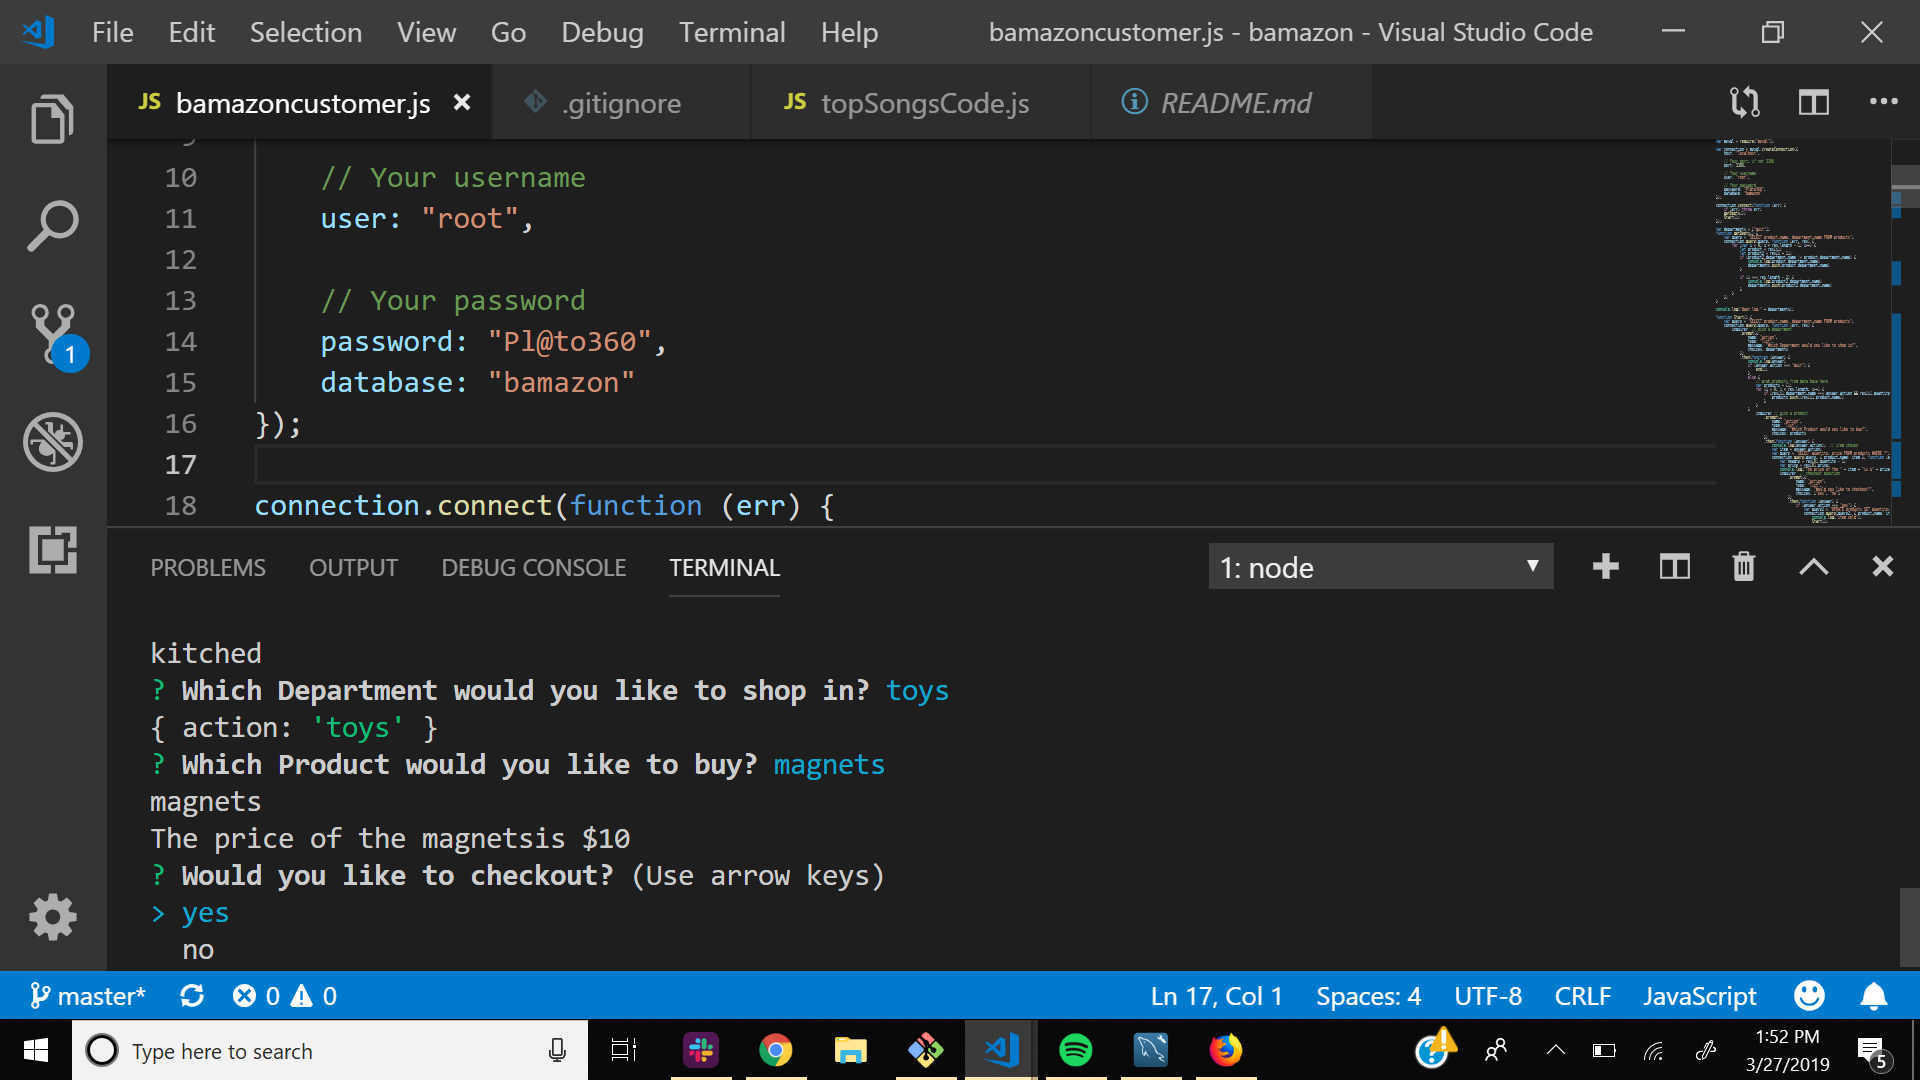 File Edit Selection View Go Debug Terminal Help bamazoncustomer.js - bamazon - Visual Studio Code
JS bamazoncustomer.js .gitignore JS topSongsCode.js README.md
10 // Your username
11 user: "root",
12
13 // Your password
14 password: "Pl@to360",
15 database: "bamazon"
16 });
17
18 connection.connect(function (err) {
1
PROBLEMS OUTPUT DEBUG CONSOLE TERMINAL 1: node
kitched
? Which Department would you like to shop in? toys
{ action: 'toys' }
? Which Product would you like to buy? magnets
magnets
The price of the magnetsis $10
? Would you like to checkout? (Use arrow keys)
> yes
no
master* 0 0 Ln 17, Col 1 Spaces: 4 UTF-8 CRLF JavaScript
Type here to search
1:52 PM
3/27/2019
5